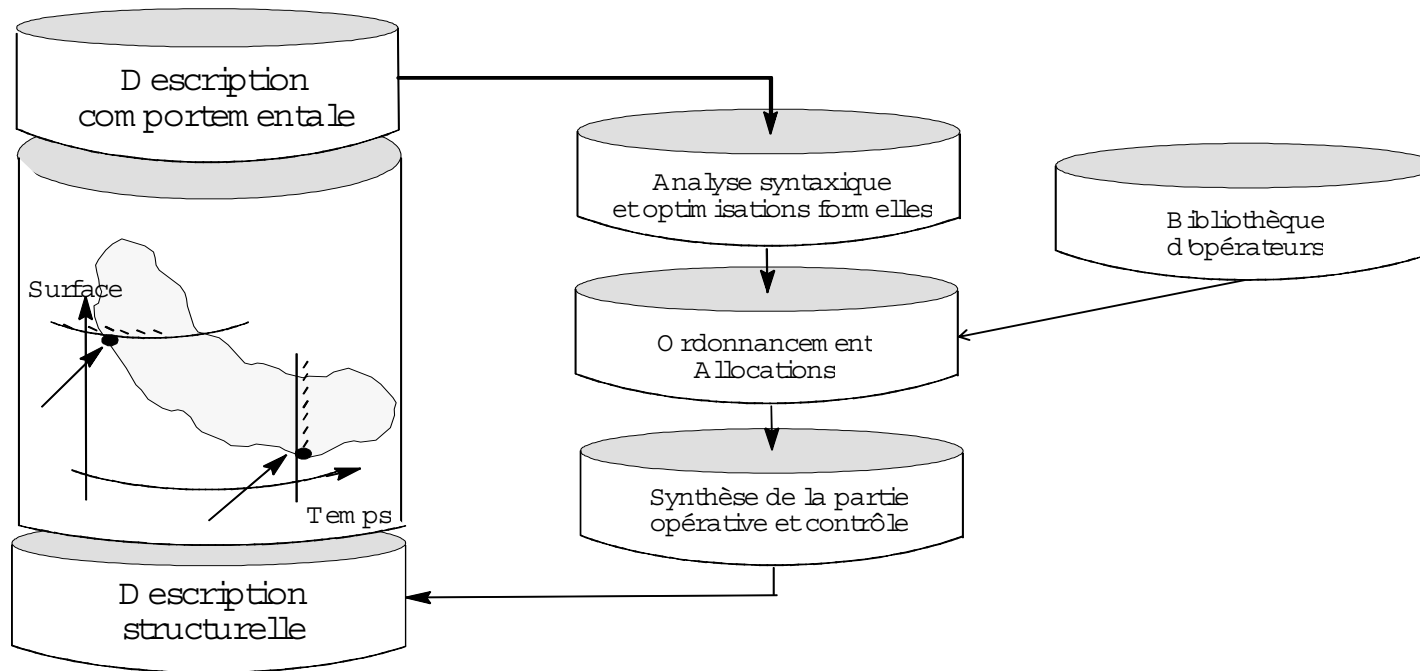 Description
comportementale
Surface
Temps
Description
structurelle
Analyse syntaxique
et optimisations formelles
Ordonnancement
Allocations
Synthèse de la partie
opérative et contrôle
Bibliothèque
d'opérateurs